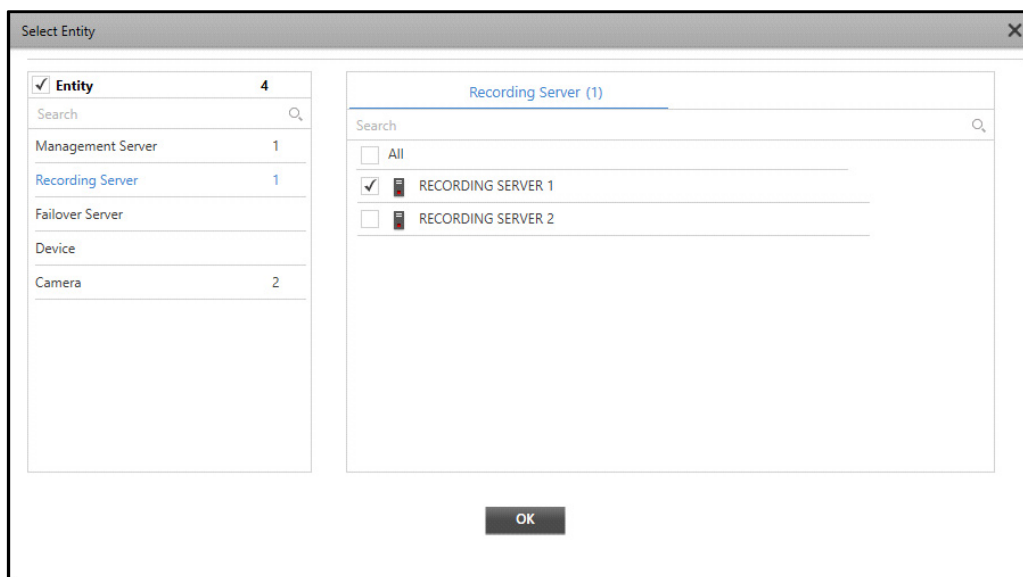 Select Entity
Entity 4
Search
Management Server 1
Recording Server 1
Failover Server
Device
Camera 2
Recording Server (1)
Search
All
RECORDING SERVER 1
RECORDING SERVER 2
OK